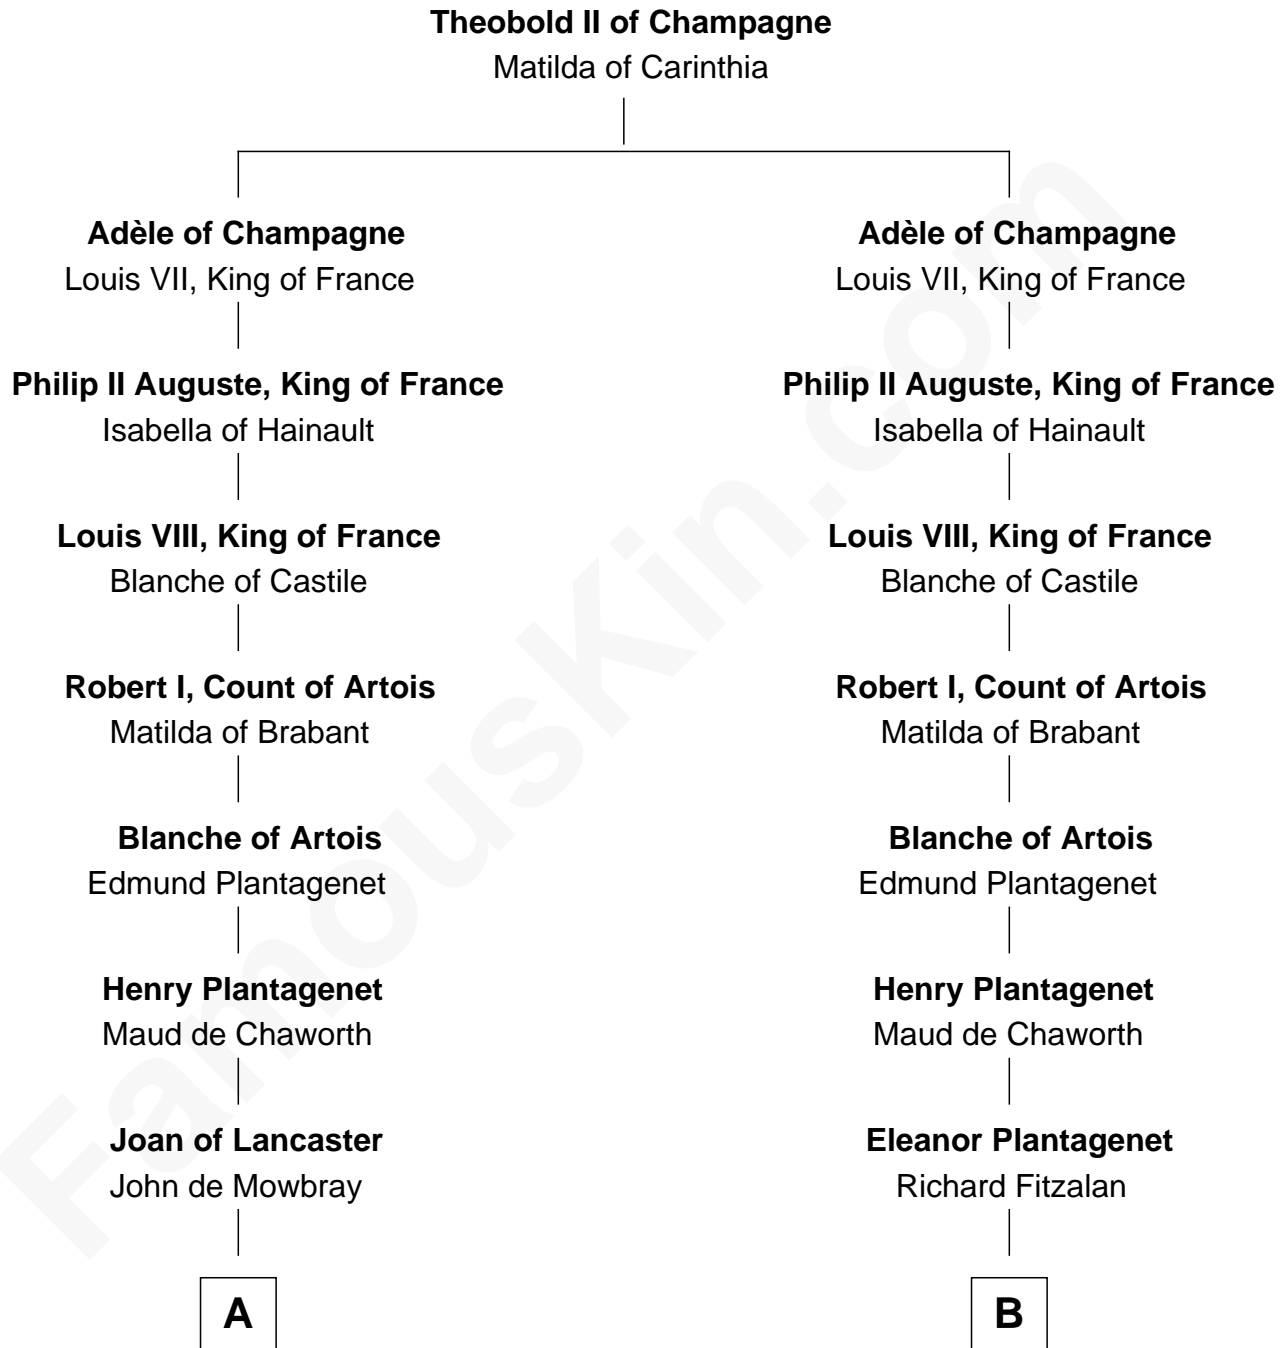 Theobold II of Champagne
Matilda of Carinthia
Adèle of Champagne
Louis VII, King of France
Philip II Auguste, King of France
Isabella of Hainault
Louis VIII, King of France
Blanche of Castile
Robert I, Count of Artois
Matilda of Brabant
Blanche of Artois
Edmund Plantagenet
Henry Plantagenet
Maud de Chaworth
Joan of Lancaster
John de Mowbray
A
Adèle of Champagne
Louis VII, King of France
Philip II Auguste, King of France
Isabella of Hainault
Louis VIII, King of France
Blanche of Castile
Robert I, Count of Artois
Matilda of Brabant
Blanche of Artois
Edmund Plantagenet
Henry Plantagenet
Maud de Chaworth
Eleanor Plantagenet
Richard Fitzalan
B
FamousKin.com